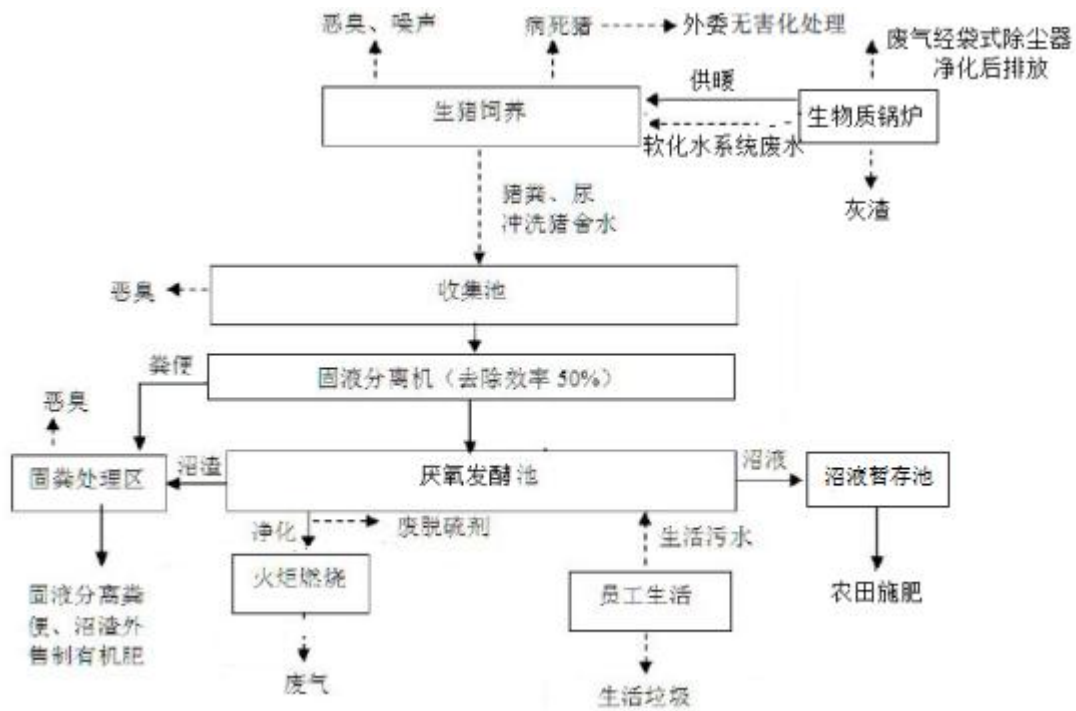 恶臭、噪声
病死猪
外委无害化处理
废气经袋式除尘器
净化后排放
供暖
生猪饲养
生物质锅炉
软化水系统废水
猪粪、尿
冲洗猪舍水
灰渣
恶臭
收集池
粪便
固液分离机（去除效率50%）
恶臭
沼渣
沼液
固粪处理区
厌氧发酵池
沼液暂存池
净化
废脱硫剂
生活污水
火炬燃烧
员工生活
农田施肥
固液分离粪
便、沼渣外
售制有机肥
废气
生活垃圾